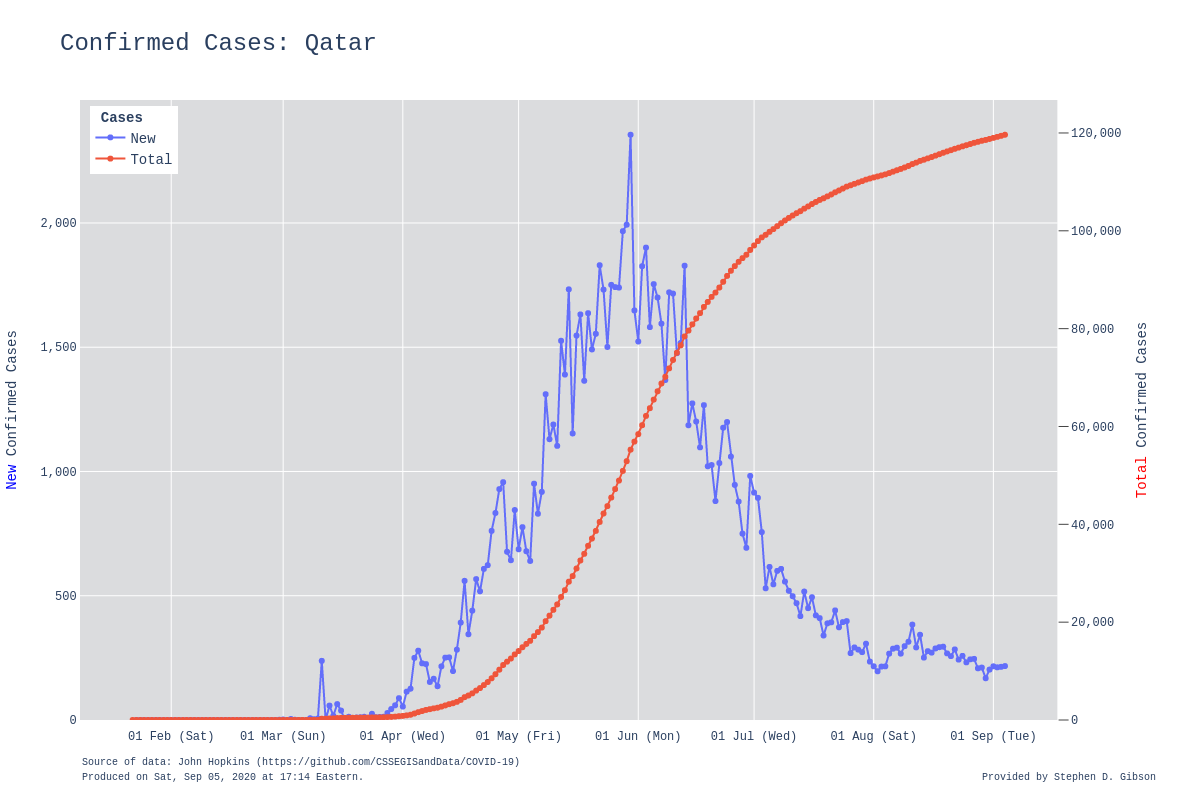 Confirmed Cases: Qatar
Cases
New
Total
2,000
1,500
1,000
500
0
120,000
100,000
80,000
60,000
40,000
20,000
0
New Confirmed Cases
Total Confirmed Cases
01 Feb (Sat) 01 Mar (Sun) 01 Apr (Wed) 01 May (Fri) 01 Jun (Mon) 01 Jul (Wed) 01 Aug (Sat) 01 Sep (Tue)
Source of data: John Hopkins (https://github.com/CSSEGISandData/COVID-19)
Produced on Sat, Sep 05, 2020 at 17:14 Eastern.
Provided by Stephen D. Gibson